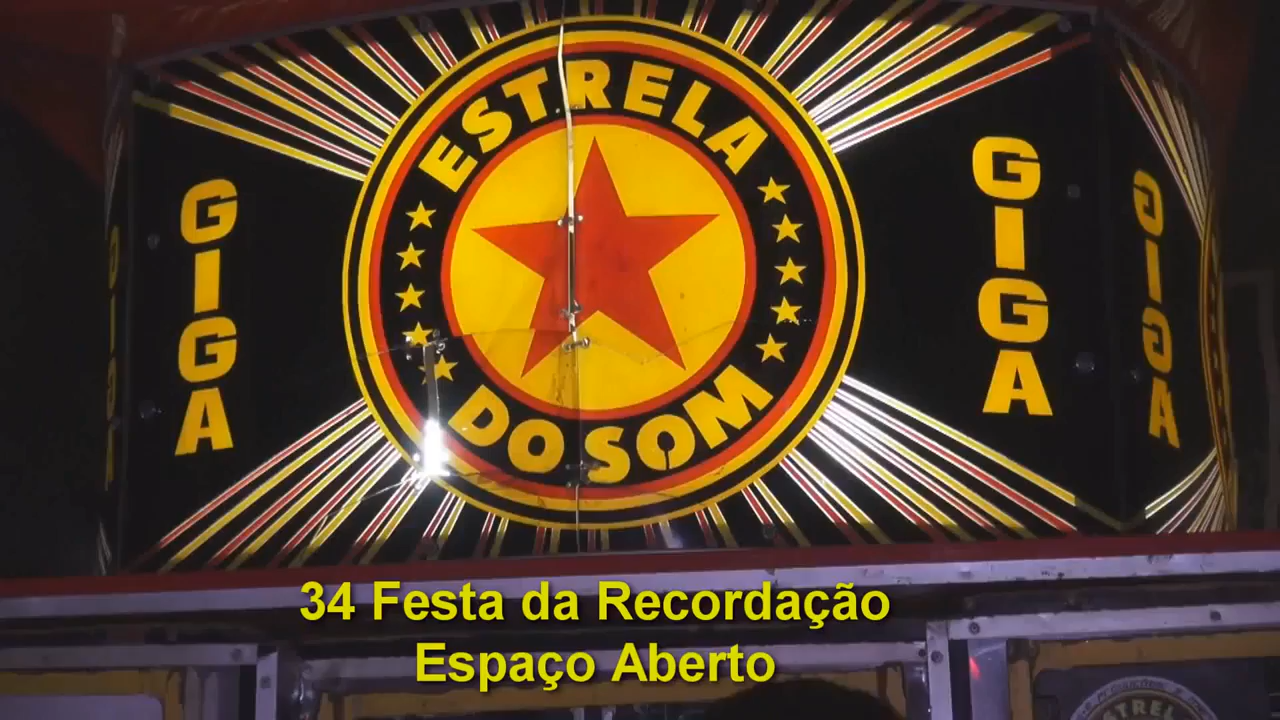 ESTRELA
DO SOM
GIGA
GIGA
GIGA
34 Festa da Recordação
Espaço Aberto